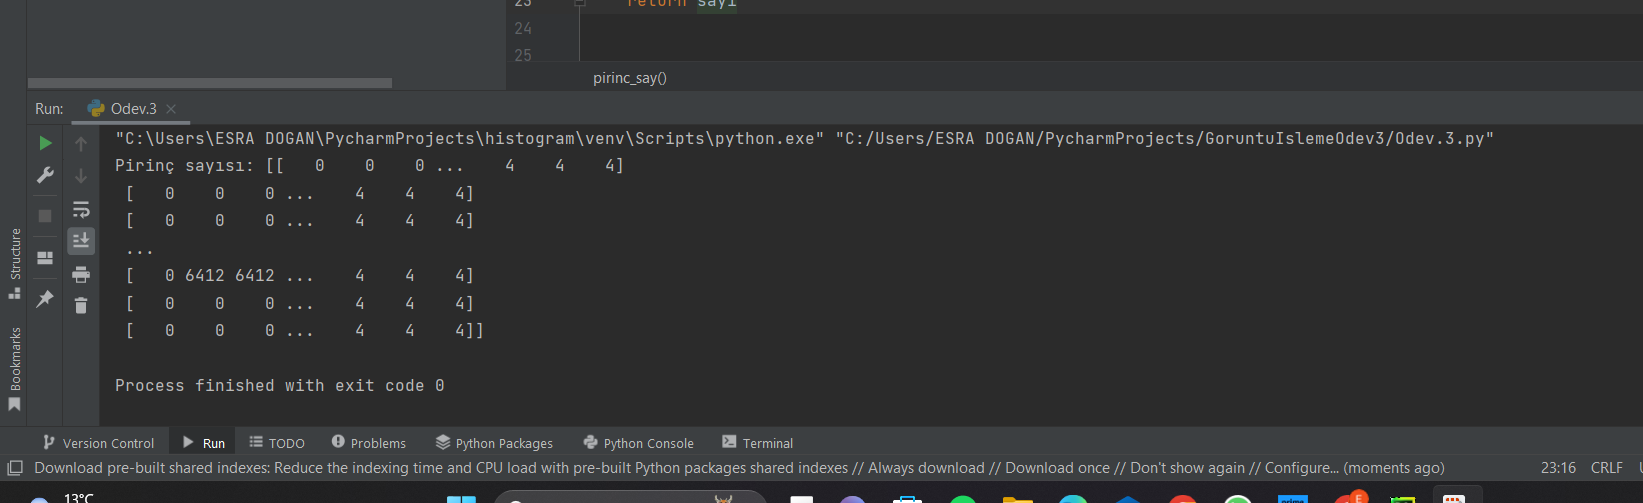 23 return sayi
24
25
pirinc_say()
Run: Odev.3
"C:\Users\ESRA DOGAN\PycharmProjects\histogram\venv\Scripts\python.exe" "C:/Users/ESRA DOGAN/PycharmProjects/GoruntuIslemeOdev3/Odev.3.py"
Pirinç sayısı: [[   0    0    0 ...    4    4    4]
[   0    0    0 ...    4    4    4]
[   0    0    0 ...    4    4    4]
...
[   0 6412 6412 ...    4    4    4]
[   0    0    0 ...    4    4    4]
[   0    0    0 ...    4    4    4]]
Process finished with exit code 0
Structure
Bookmarks
Version Control Run TODO Problems Python Packages Python Console Terminal
Download pre-built shared indexes: Reduce the indexing time and CPU load with pre-built Python packages shared indexes // Always download // Download once // Don't show again // Configure... (moments ago) 23:16 CRLF
13°C
prime
E